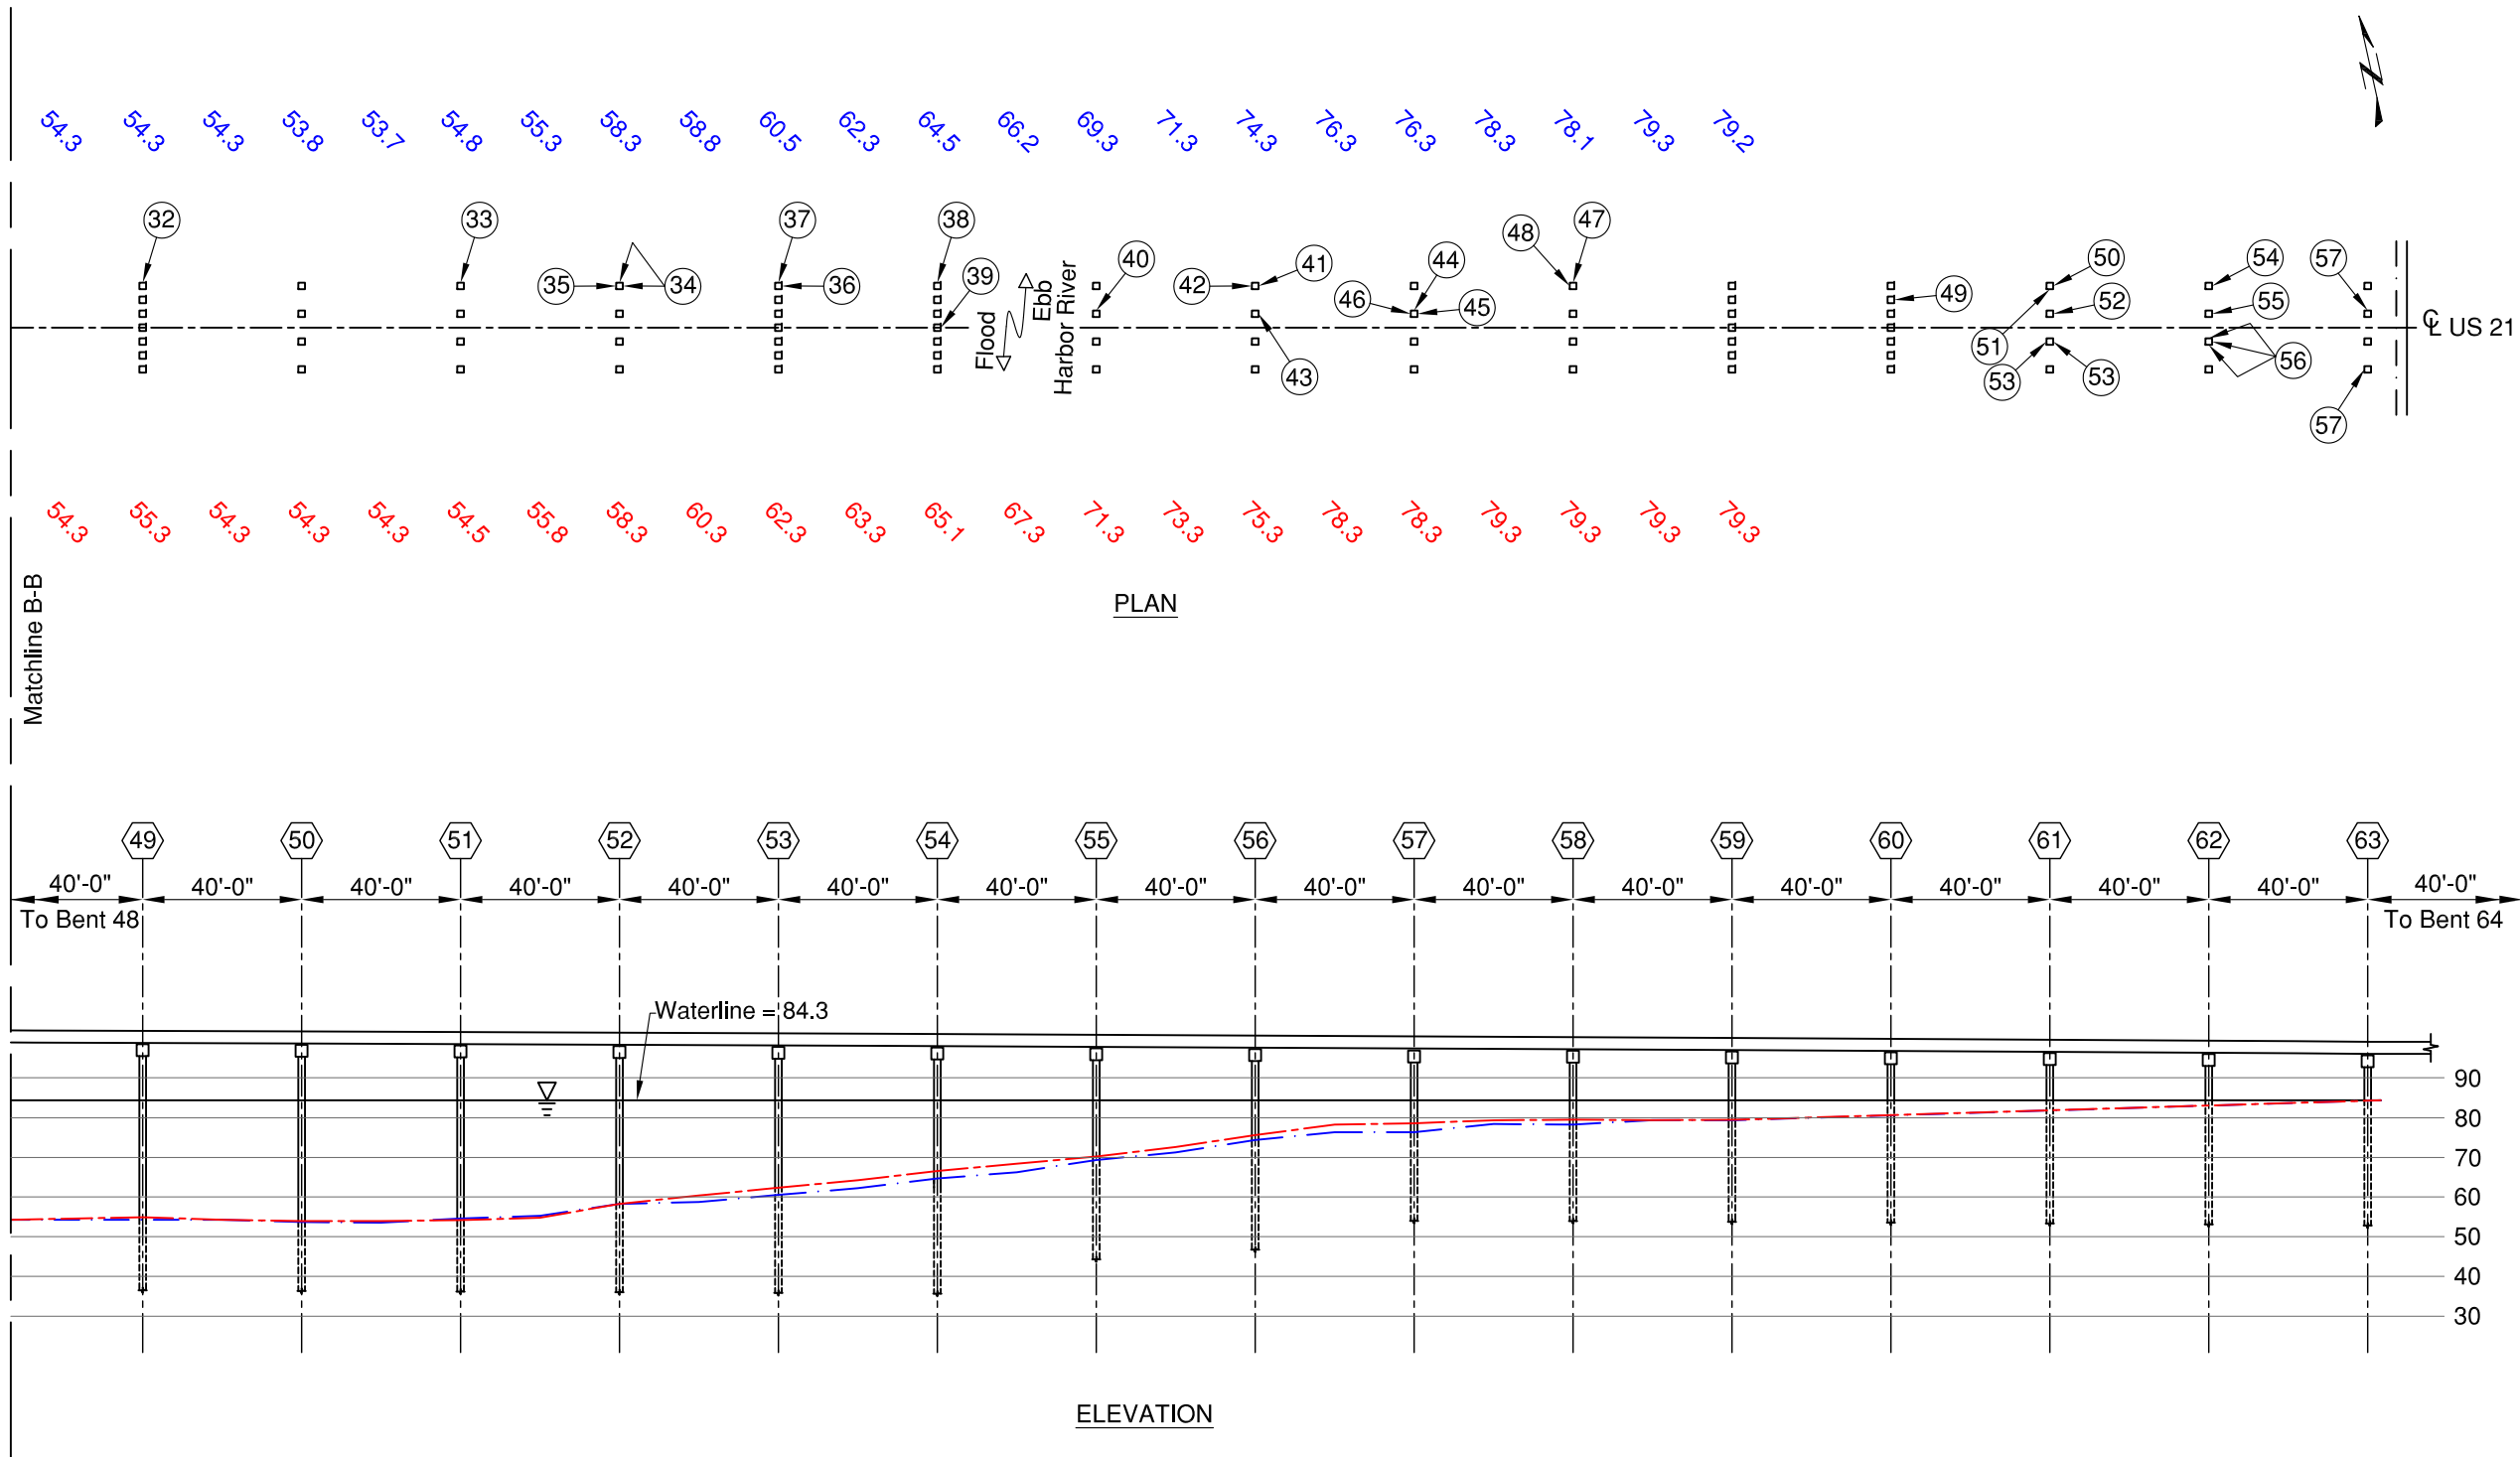 54.3 54.3 54.3 53.8 53.7 54.8 55.3 58.3 58.8 60.5 62.3 64.5 66.2 69.3 71.3 74.3 76.3 76.3 78.3 78.1 79.3 79.2
32 33 37 38 48 47
35 34 36 39 40 42 41 44 50 54 57
46 45 49 52 55
Flood
Ebb
Harbor River
℄ US 21
43 51 53 53 56
57
54.3 55.3 54.3 54.3 54.3 54.5 55.8 58.3 60.3 62.3 63.3 65.1 67.3 71.3 73.3 75.3 78.3 78.3 79.3 79.3 79.3 79.3
Matchline B-B
PLAN
49 50 51 52 53 54 55 56 57 58 59 60 61 62 63
40'-0" 40'-0" 40'-0" 40'-0" 40'-0" 40'-0" 40'-0" 40'-0" 40'-0" 40'-0" 40'-0" 40'-0" 40'-0" 40'-0" 40'-0" 40'-0"
To Bent 48
To Bent 64
Waterline = 84.3
90
80
70
60
50
40
30
ELEVATION